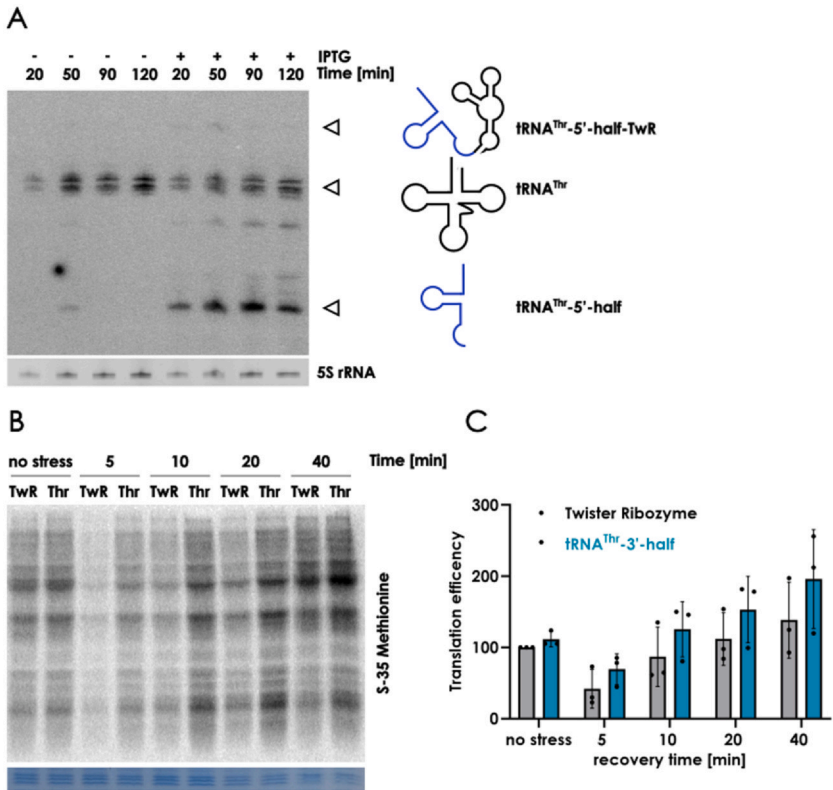 A
- - - - + + + + IPTG
20 50 90 120 20 50 90 120 Time [min]
tRNAThr-5'-half-TwR
tRNAThr
tRNAThr-5'-half
5S rRNA
B
no stress 5 10 20 40 Time [min]
TwR Thr TwR Thr TwR Thr TwR Thr TwR Thr
S-35 Methionine
C
300
200
100
0
Translation efficency
Twister Ribozyme
tRNAThr-3'-half
no stress 5 10 20 40
recovery time [min]